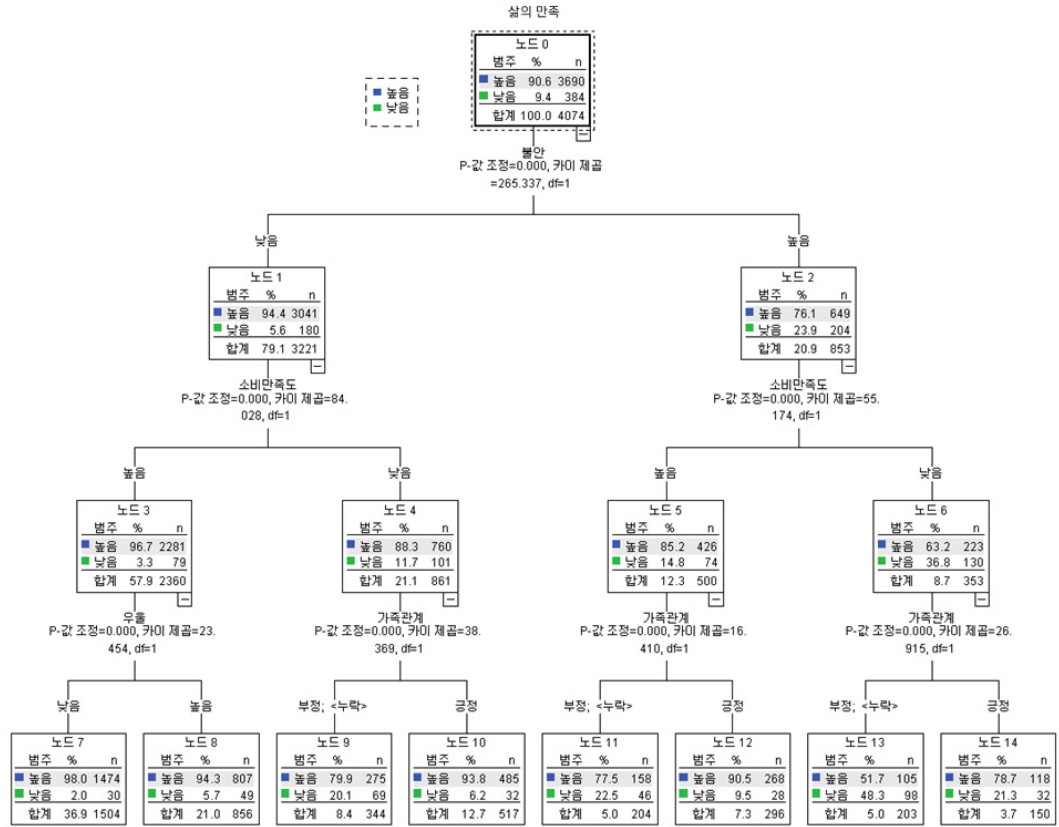 삶의 만족
노드 0
범주 % n
높음 90.6 3690
낮음 9.4 384
합계 100.0 4074
높음
낮음
불안
P-값 조정=0.000, 카이 제곱
=265.337, df=1
낮음
높음
노드 1
범주 % n
높음 94.4 3041
낮음 5.6 180
합계 79.1 3221
노드 2
범주 % n
높음 76.1 649
낮음 23.9 204
합계 20.9 853
소비만족도
P-값 조정=0.000, 카이 제곱=84.
028, df=1
소비만족도
P-값 조정=0.000, 카이 제곱=55.
174, df=1
높음
낮음
높음
낮음
노드 3
범주 % n
높음 96.7 2281
낮음 3.3 79
합계 57.9 2360
노드 4
범주 % n
높음 88.3 760
낮음 11.7 101
합계 21.1 861
노드 5
범주 % n
높음 85.2 426
낮음 14.8 74
합계 12.3 500
노드 6
범주 % n
높음 63.2 223
낮음 36.8 130
합계 8.7 353
우울
P-값 조정=0.000, 카이 제곱=23.
454, df=1
가족관계
P-값 조정=0.000, 카이 제곱=38.
369, df=1
가족관계
P-값 조정=0.000, 카이 제곱=16.
410, df=1
가족관계
P-값 조정=0.000, 카이 제곱=26.
915, df=1
낮음
높음
부정; <누락>
긍정
부정; <누락>
긍정
부정; <누락>
긍정
노드 7
범주 % n
높음 98.0 1474
낮음 2.0 30
합계 36.9 1504
노드 8
범주 % n
높음 94.3 807
낮음 5.7 49
합계 21.0 856
노드 9
범주 % n
높음 79.9 275
낮음 20.1 69
합계 8.4 344
노드 10
범주 % n
높음 93.8 485
낮음 6.2 32
합계 12.7 517
노드 11
범주 % n
높음 77.5 158
낮음 22.5 46
합계 5.0 204
노드 12
범주 % n
높음 90.5 268
낮음 9.5 28
합계 7.3 296
노드 13
범주 % n
높음 51.7 105
낮음 48.3 98
합계 5.0 203
노드 14
범주 % n
높음 78.7 118
낮음 21.3 32
합계 3.7 150